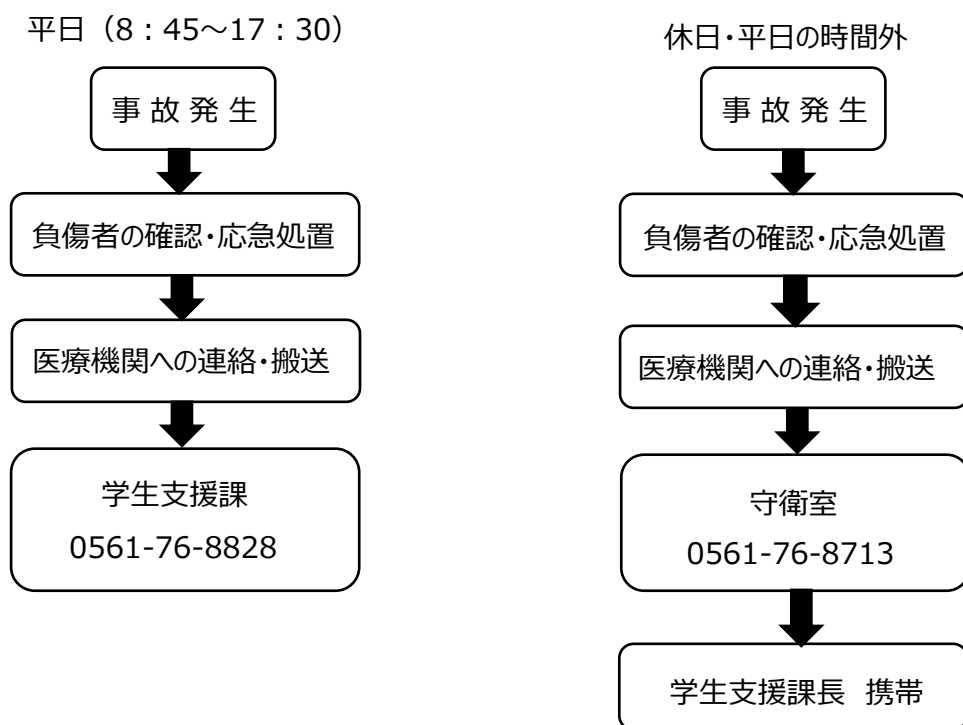 平日（8：45～17：30）
事 故 発 生
負傷者の確認・応急処置
医療機関への連絡・搬送
学生支援課
0561-76-8828
休日・平日の時間外
事 故 発 生
負傷者の確認・応急処置
医療機関への連絡・搬送
守衛室
0561-76-8713
学生支援課長 携帯